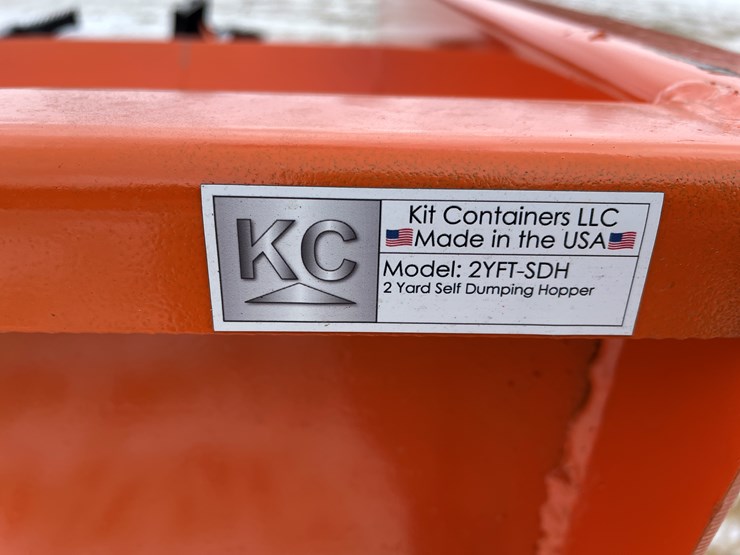 KC
Kit Containers LLC
Made in the USA
Model: 2YFT-SDH
2 Yard Self Dumping Hopper